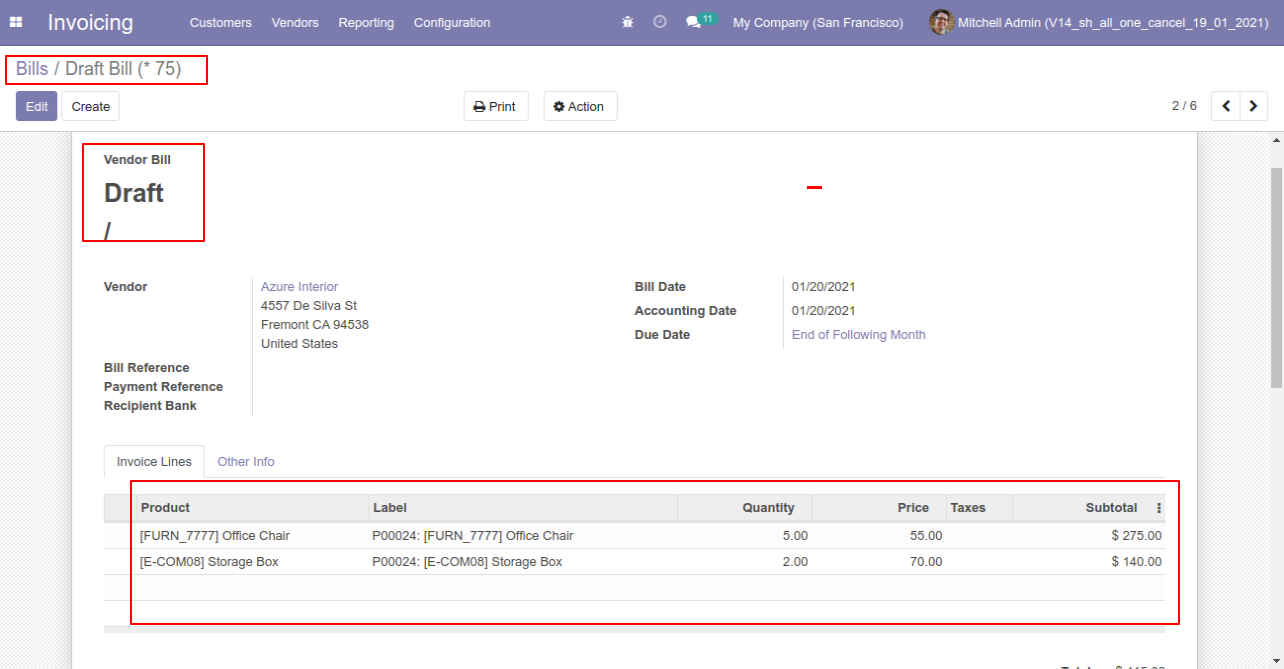 Invoicing Customers Vendors Reporting Configuration 11 My Company (San Francisco) Mitchell Admin (V14_sh_all_one_cancel_19_01_2021)
Bills / Draft Bill (* 75)
Edit Create Print Action 2 / 6
Vendor Bill
Draft
/
Vendor Azure Interior Bill Date 01/20/2021
4557 De Silva St Accounting Date 01/20/2021
Fremont CA 94538 Due Date End of Following Month
United States
Bill Reference
Payment Reference
Recipient Bank
Invoice Lines Other Info
Product Label Quantity Price Taxes Subtotal
[FURN_7777] Office Chair P00024: [FURN_7777] Office Chair 5.00 55.00 $ 275.00
[E-COM08] Storage Box P00024: [E-COM08] Storage Box 2.00 70.00 $ 140.00